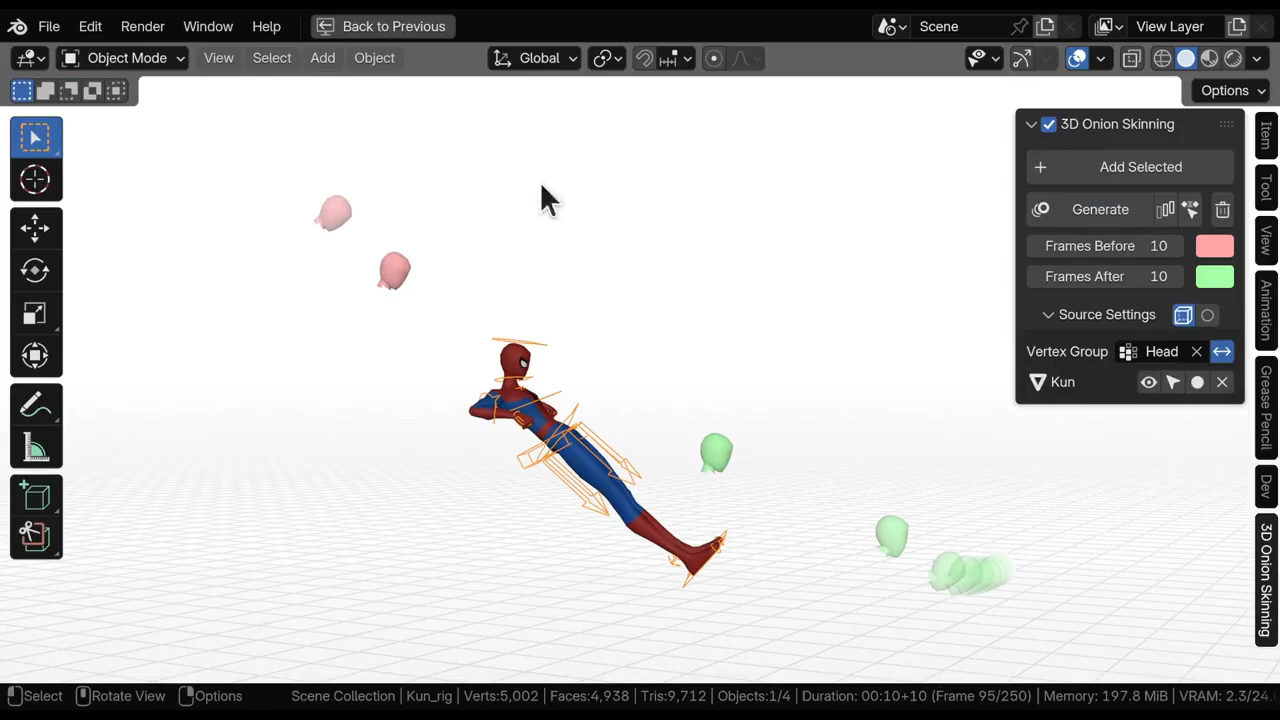 File Edit Render Window Help Back to Previous Scene View Layer
Object Mode View Select Add Object Global
Options
3D Onion Skinning
Add Selected
Generate
Frames Before 10
Frames After 10
Source Settings
Vertex Group Head
Kun
Item
Tool
View
Animation
Grease Pencil
Dev
3D Onion Skinning
Select Rotate View Options Scene Collection | Kun_rig | Verts:5,002 | Faces:4,938 | Tris:9,712 | Objects:1/4 | Duration: 00:10+10 (Frame 95/250) | Memory: 197.8 MiB | VRAM: 2.3/24.